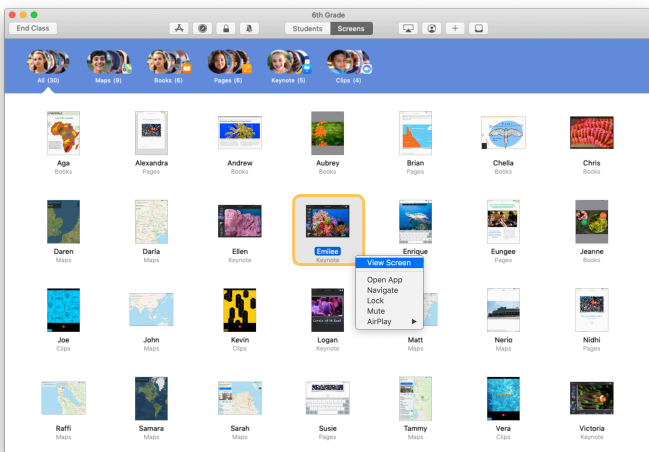 6th Grade
End Class
Students
Screens
All (30)
Maps (9)
Books (6)
Pages (6)
Keynote (5)
Clips (4)
Aga
Books
Alexandra
Pages
Andrew
Books
Aubrey
Books
Brian
Pages
Chella
Books
Chris
Books
Daren
Maps
Darla
Maps
Ellen
Keynote
Emilee
Keynote
Enrique
Eungee
Pages
Jeanne
Books
View Screen
Open App
Navigate
Lock
Mute
AirPlay
Joe
Clips
John
Maps
Kevin
Clips
Logan
Keynote
Matt
Maps
Nerio
Maps
Nidhi
Pages
Raffi
Maps
Samara
Maps
Sarah
Maps
Susie
Pages
Tammy
Maps
Vera
Clips
Victoria
Keynote